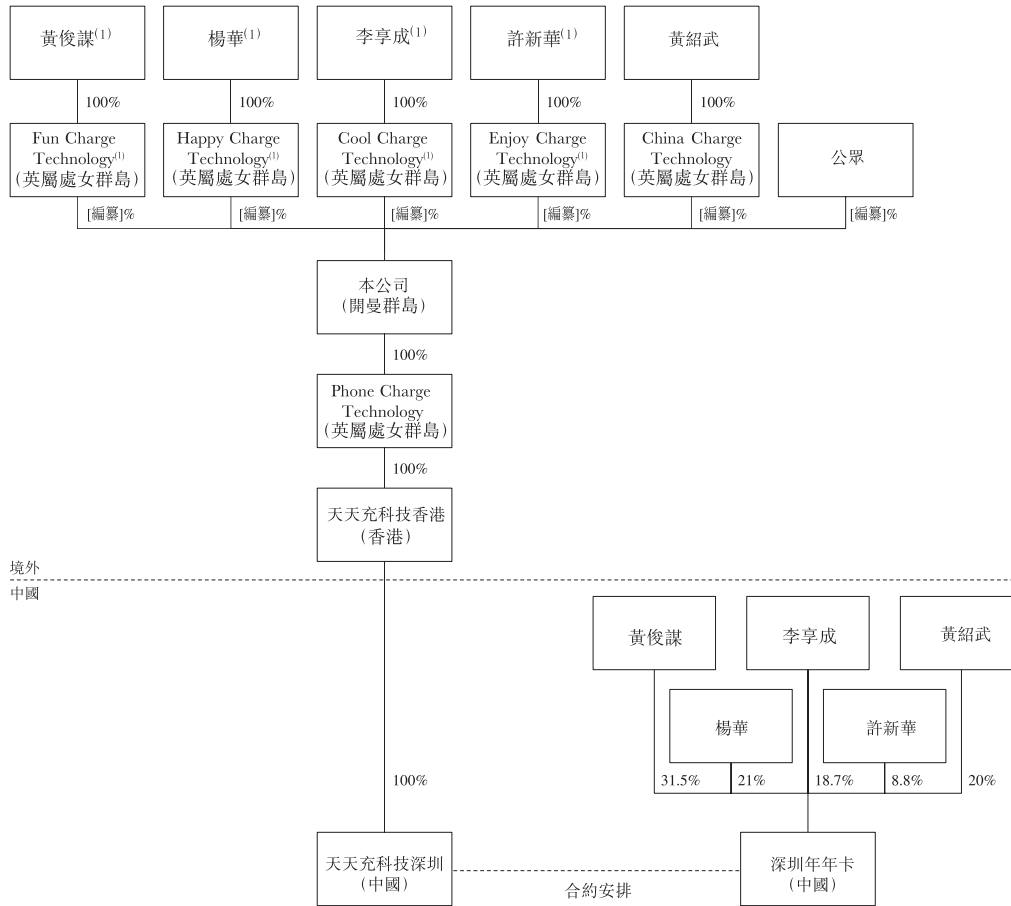 黃俊謀(1)
楊華(1)
李享成(1)
許新華(1)
黃紹武
100%
100%
100%
100%
100%
Fun Charge
Technology(1)
(英屬處女群島)
Happy Charge
Technology(1)
(英屬處女群島)
Cool Charge
Technology(1)
(英屬處女群島)
Enjoy Charge
Technology(1)
(英屬處女群島)
China Charge
Technology
(英屬處女群島)
公眾
[編纂]%
[編纂]%
[編纂]%
[編纂]%
[編纂]%
[編纂]%
本公司
(開曼群島)
100%
Phone Charge
Technology
(英屬處女群島)
100%
天天充科技香港
(香港)
境外
中國
黃俊謀
李享成
黃紹武
楊華
許新華
100%
31.5%
21%
18.7%
8.8%
20%
天天充科技深圳
(中國)
合約安排
深圳年年卡
(中國)